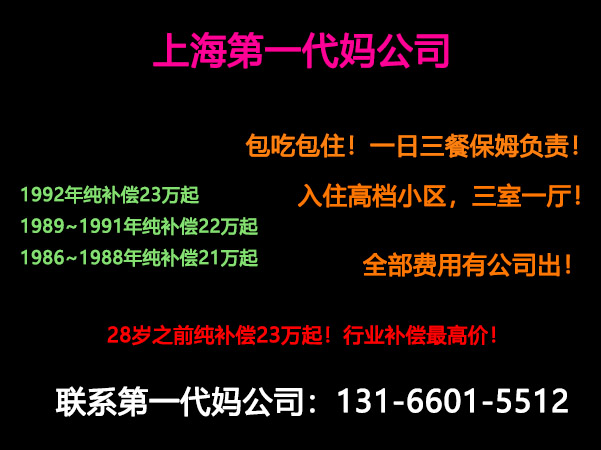 上海第一代妈公司
包吃包住！一日三餐保姆负责！
1992年纯补偿23万起
入住高档小区，三室一厅！
1989~1991年纯补偿22万起
1986~1988年纯补偿21万起
全部费用有公司出！
28岁之前纯补偿23万起！行业补偿最高价！
联系第一代妈公司：131-6601-5512